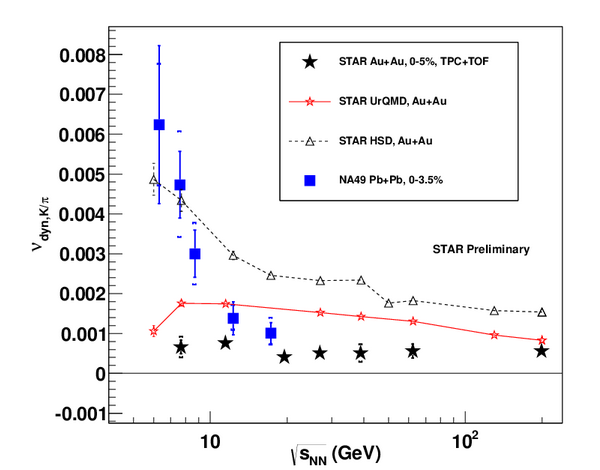 0.008
0.007
0.006
0.005
0.004
0.003
0.002
0.001
0
-0.001
ν dyn,K/π
STAR Au+Au, 0-5%, TPC+TOF
STAR UrQMD, Au+Au
STAR HSD, Au+Au
NA49 Pb+Pb, 0-3.5%
STAR Preliminary
10
10²
√sNN (GeV)